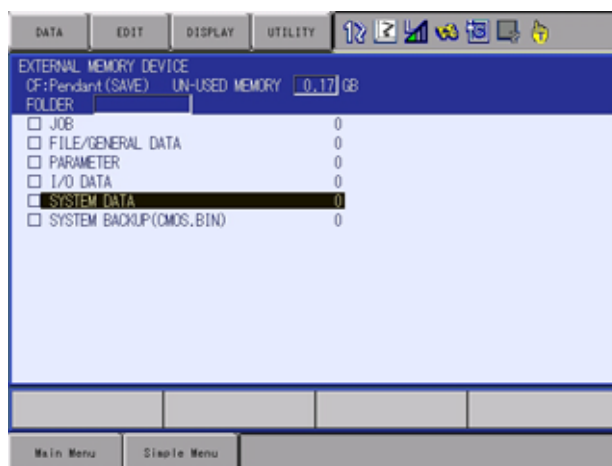 DATA EDIT DISPLAY UTILITY
EXTERNAL MEMORY DEVICE
CF:Pendant(SAVE) UN-USED MEMORY 0.17 GB
FOLDER
JOB 0
FILE/GENERAL DATA 0
PARAMETER 0
I/O DATA 0
SYSTEM DATA 0
SYSTEM BACKUP(CMOS.BIN) 0
Main Menu Simple Menu